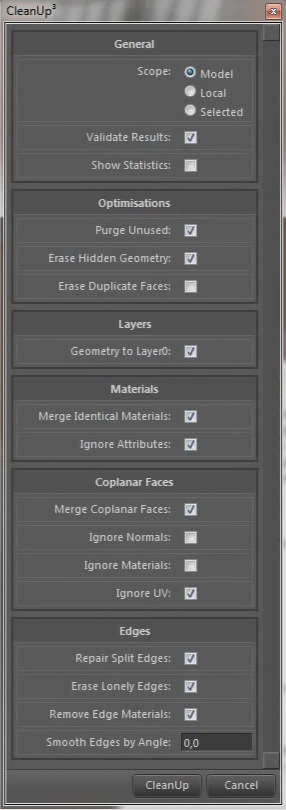 CleanUp³
General
Scope: Model
Local
Selected
Validate Results:
Show Statistics:
Optimisations
Purge Unused:
Erase Hidden Geometry:
Erase Duplicate Faces:
Layers
Geometry to Layer0:
Materials
Merge Identical Materials:
Ignore Attributes:
Coplanar Faces
Merge Coplanar Faces:
Ignore Normals:
Ignore Materials:
Ignore UV:
Edges
Repair Split Edges:
Erase Lonely Edges:
Remove Edge Materials:
Smooth Edges by Angle: 0,0
CleanUp Cancel